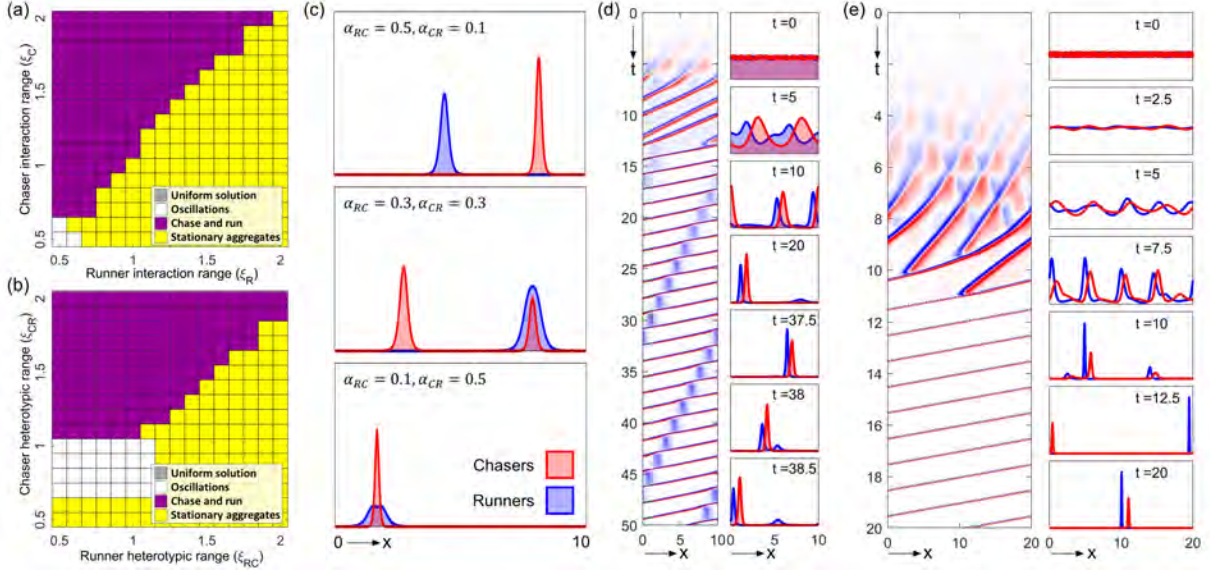 (a)
Chaser interaction range (ξC)
2
1.5
1
0.5
Uniform solution
Oscillations
Chase and run
Stationary aggregates
0.5
1
1.5
2
Runner interaction range (ξR)
(b)
Chaser heterotypic range (ξCR)
2
1.5
1
0.5
Uniform solution
Oscillations
Chase and run
Stationary aggregates
0.5
1
1.5
2
Runner heterotypic range (ξRC)
(c)
αRC = 0.5, αCR = 0.1
αRC = 0.3, αCR = 0.3
αRC = 0.1, αCR = 0.5
Chasers
Runners
0
x
10
(d)
0
t
5
10
15
20
25
30
35
40
45
50
0
5
x
t =0
t =5
t =10
t =20
t =37.5
t =38
t =38.5
0
5
x
10
(e)
0
t
2
4
6
8
10
12
14
16
18
20
0
x
10
20
t =0
t =2.5
t =5
t =7.5
t =10
t =12.5
t =20
0
x
10
20